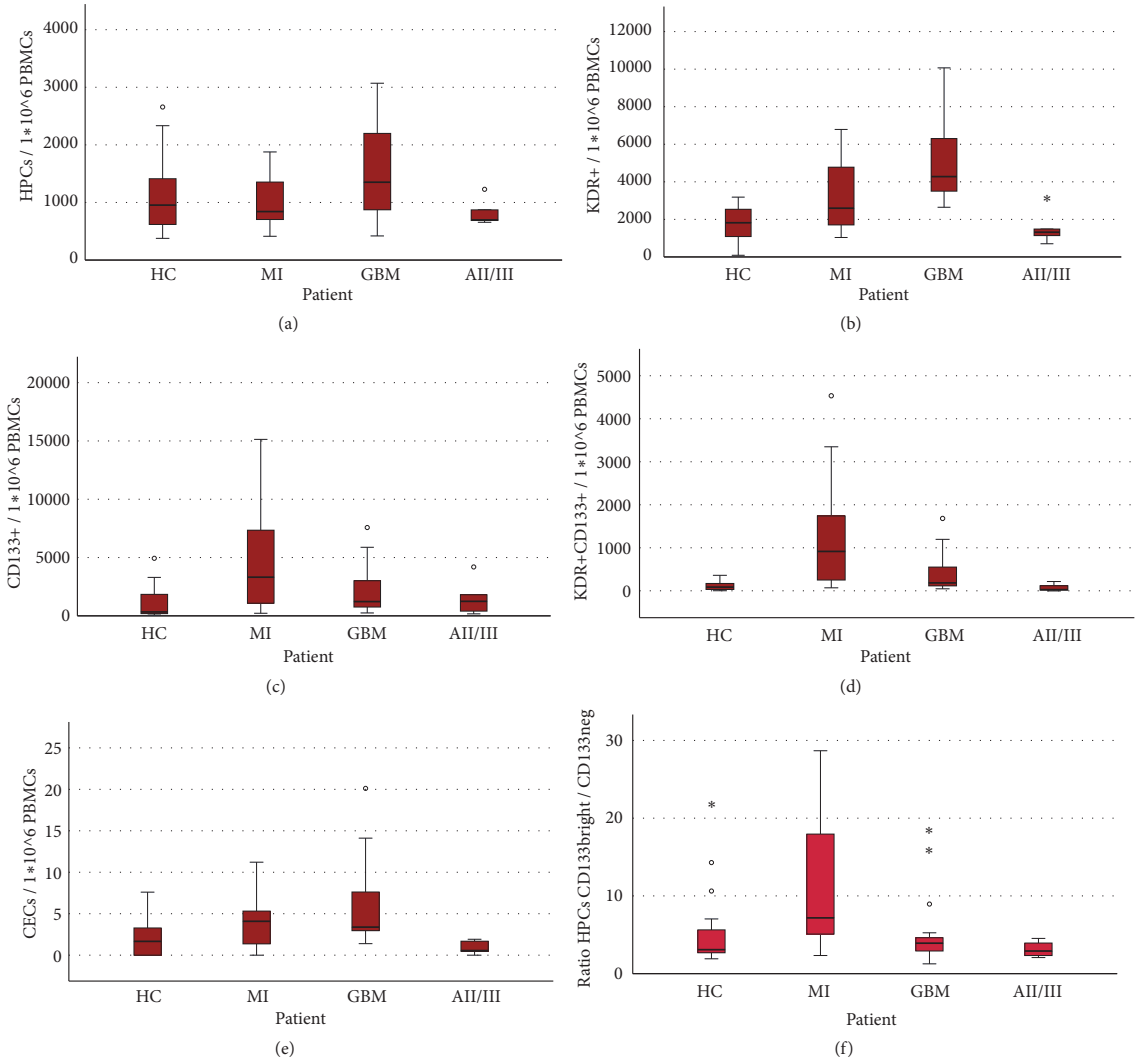 HPCs / 1*10^6 PBMCs
4000
3000
2000
1000
0
HC MI GBM AII/III
Patient
(a)
KDR+ / 1*10^6 PBMCs
12000
10000
8000
6000
4000
2000
0
*
HC MI GBM AII/III
Patient
(b)
CD133+ / 1*10^6 PBMCs
20000
15000
10000
5000
0
HC MI GBM AII/III
Patient
(c)
KDR+CD133+ / 1*10^6 PBMCs
5000
4000
3000
2000
1000
0
HC MI GBM AII/III
Patient
(d)
CECs / 1*10^6 PBMCs
25
20
15
10
5
0
HC MI GBM AII/III
Patient
(e)
Ratio HPCs CD133bright / CD133neg
30
20
10
0
*
*
*
HC MI GBM AII/III
Patient
(f)